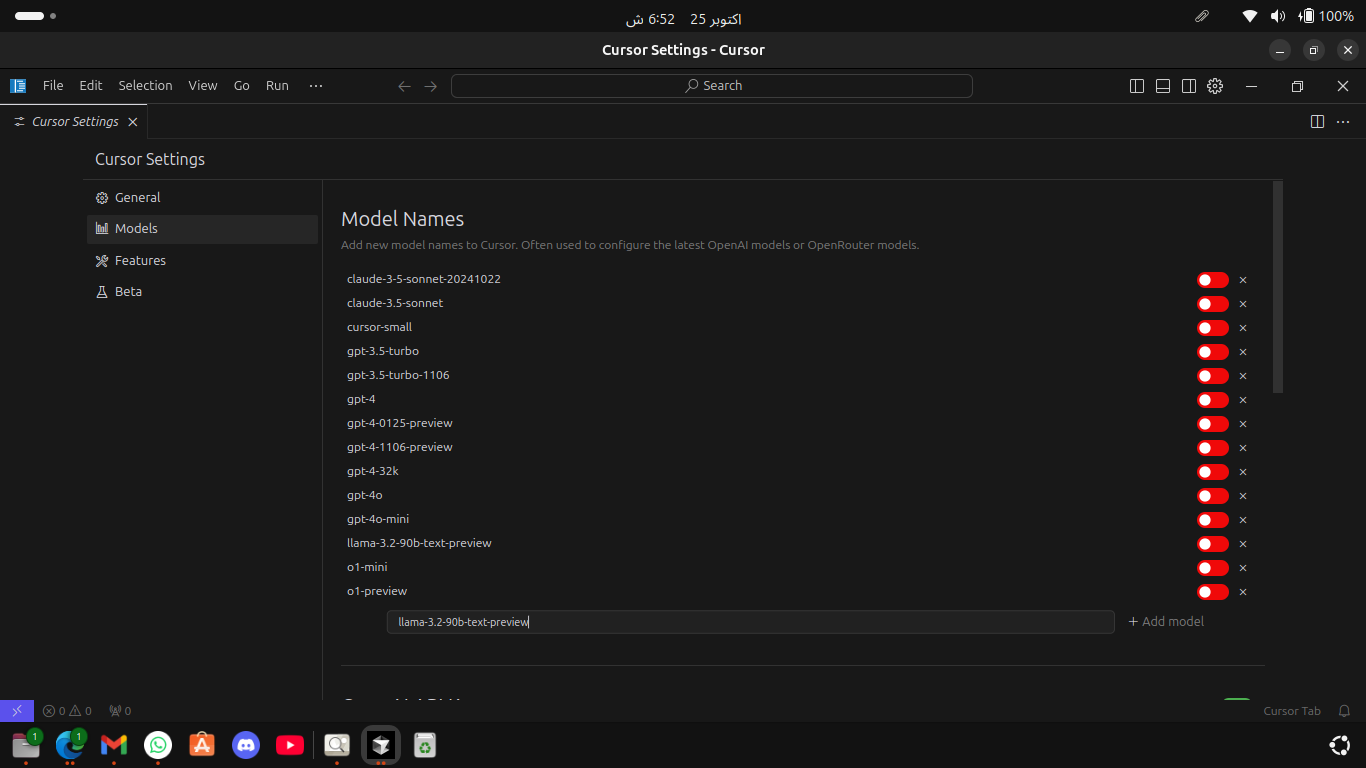 اکتوبر 25 6:52 ش
100%
Cursor Settings - Cursor
File Edit Selection View Go Run ··· Search
Cursor Settings
Cursor Settings
General
Models
Features
Beta
Model Names
Add new model names to Cursor. Often used to configure the latest OpenAI models or OpenRouter models.
claude-3-5-sonnet-20241022
claude-3.5-sonnet
cursor-small
gpt-3.5-turbo
gpt-3.5-turbo-1106
gpt-4
gpt-4-0125-preview
gpt-4-1106-preview
gpt-4-32k
gpt-4o
gpt-4o-mini
llama-3.2-90b-text-preview
o1-mini
o1-preview
llama-3.2-90b-text-preview + Add model
0 0 0 Cursor Tab
1 1